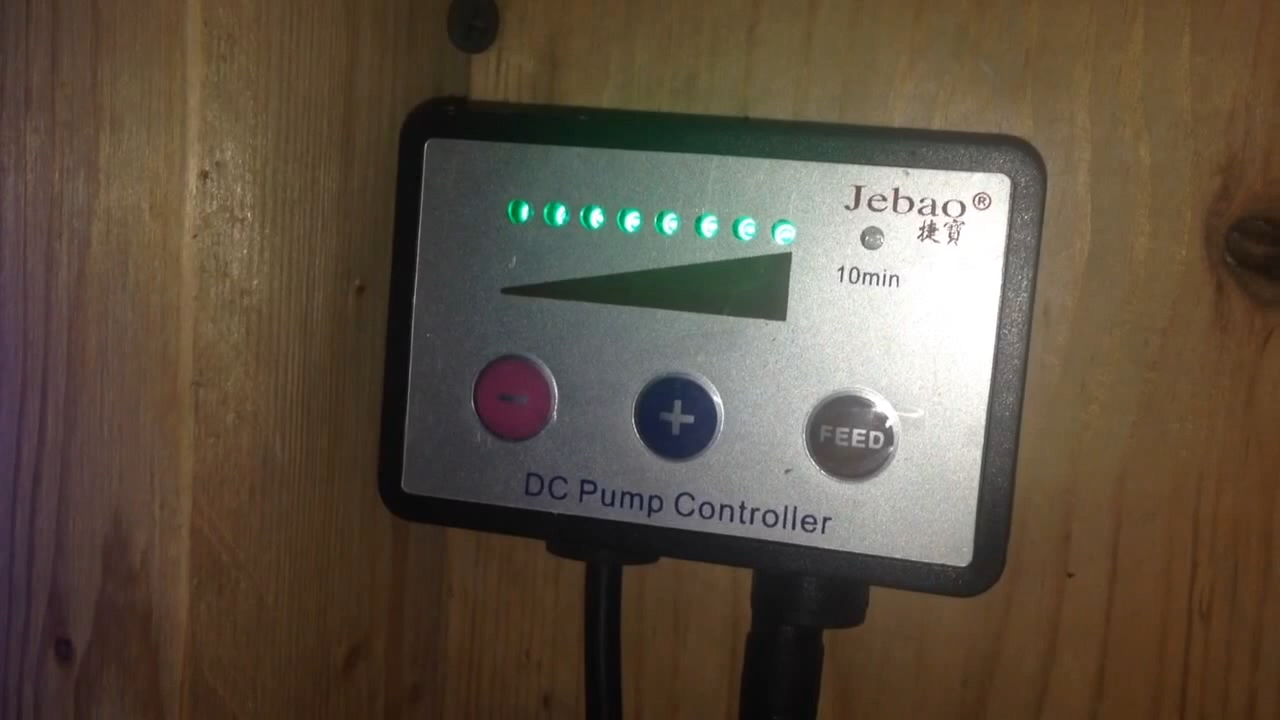 Jebao®
捷寶
10min
-
+
FEED
DC Pump Controller